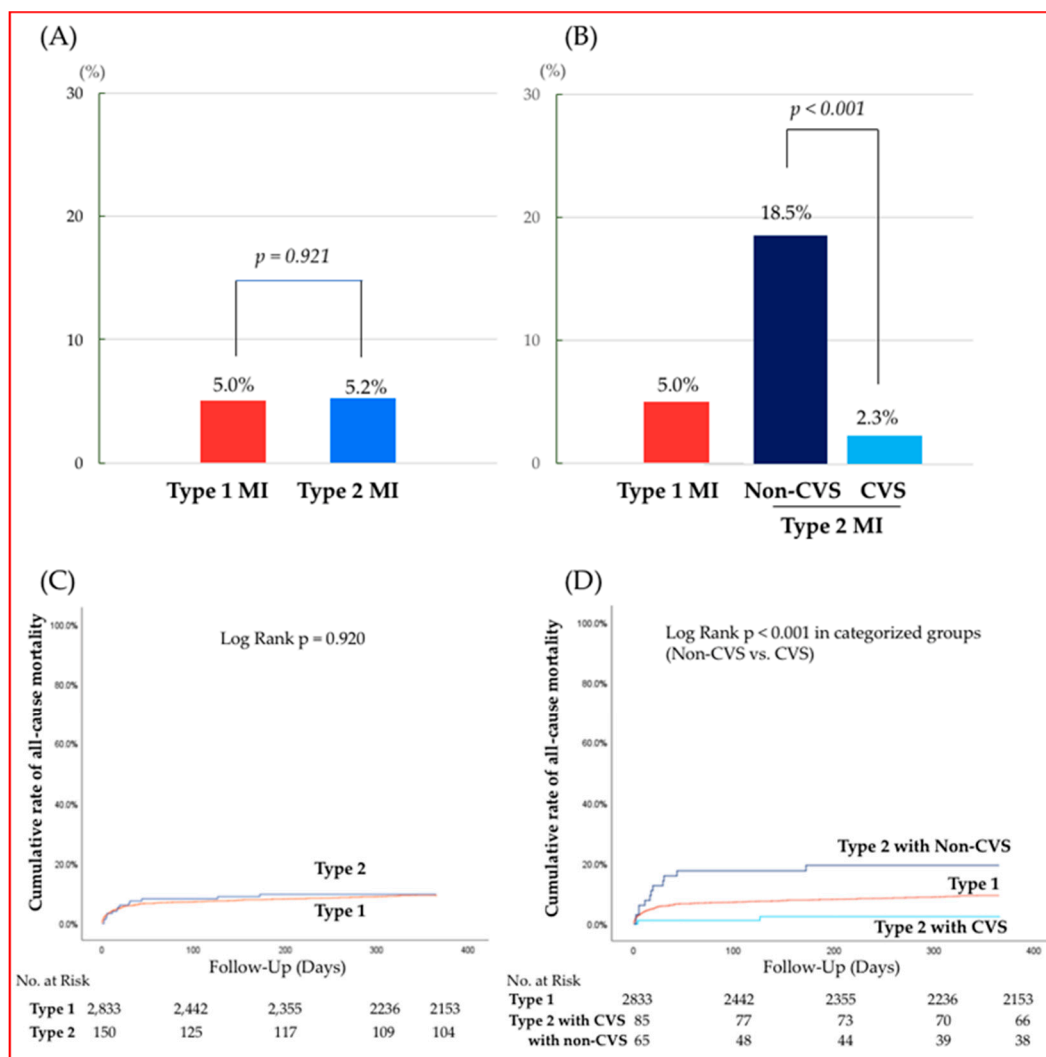 (A)
(%)
30
20
10
0
p = 0.921
5.0%
5.2%
Type 1 MI Type 2 MI
(B)
(%)
30
20
10
0
p < 0.001
18.5%
5.0%
2.3%
Type 1 MI Non-CVS CVS
Type 2 MI
(C)
Cumulative rate of all-cause mortality
100.0%
80.0%
60.0%
40.0%
20.0%
0.0%
Log Rank p = 0.920
Type 2
Type 1
0 100 200 300 400
Follow-Up (Days)
No. at Risk
Type 1 2,833 2,442 2,355 2236 2153
Type 2 150 125 117 109 104
(D)
Cumulative rate of all-cause mortality
100.0%
80.0%
60.0%
40.0%
20.0%
0.0%
Log Rank p < 0.001 in categorized groups
(Non-CVS vs. CVS)
Type 2 with Non-CVS
Type 1
Type 2 with CVS
0 100 200 300 400
Follow-Up (Days)
No. at Risk
Type 1 2833 2442 2355 2236 2153
Type 2 with CVS 85 77 73 70 66
with non-CVS 65 48 44 39 38